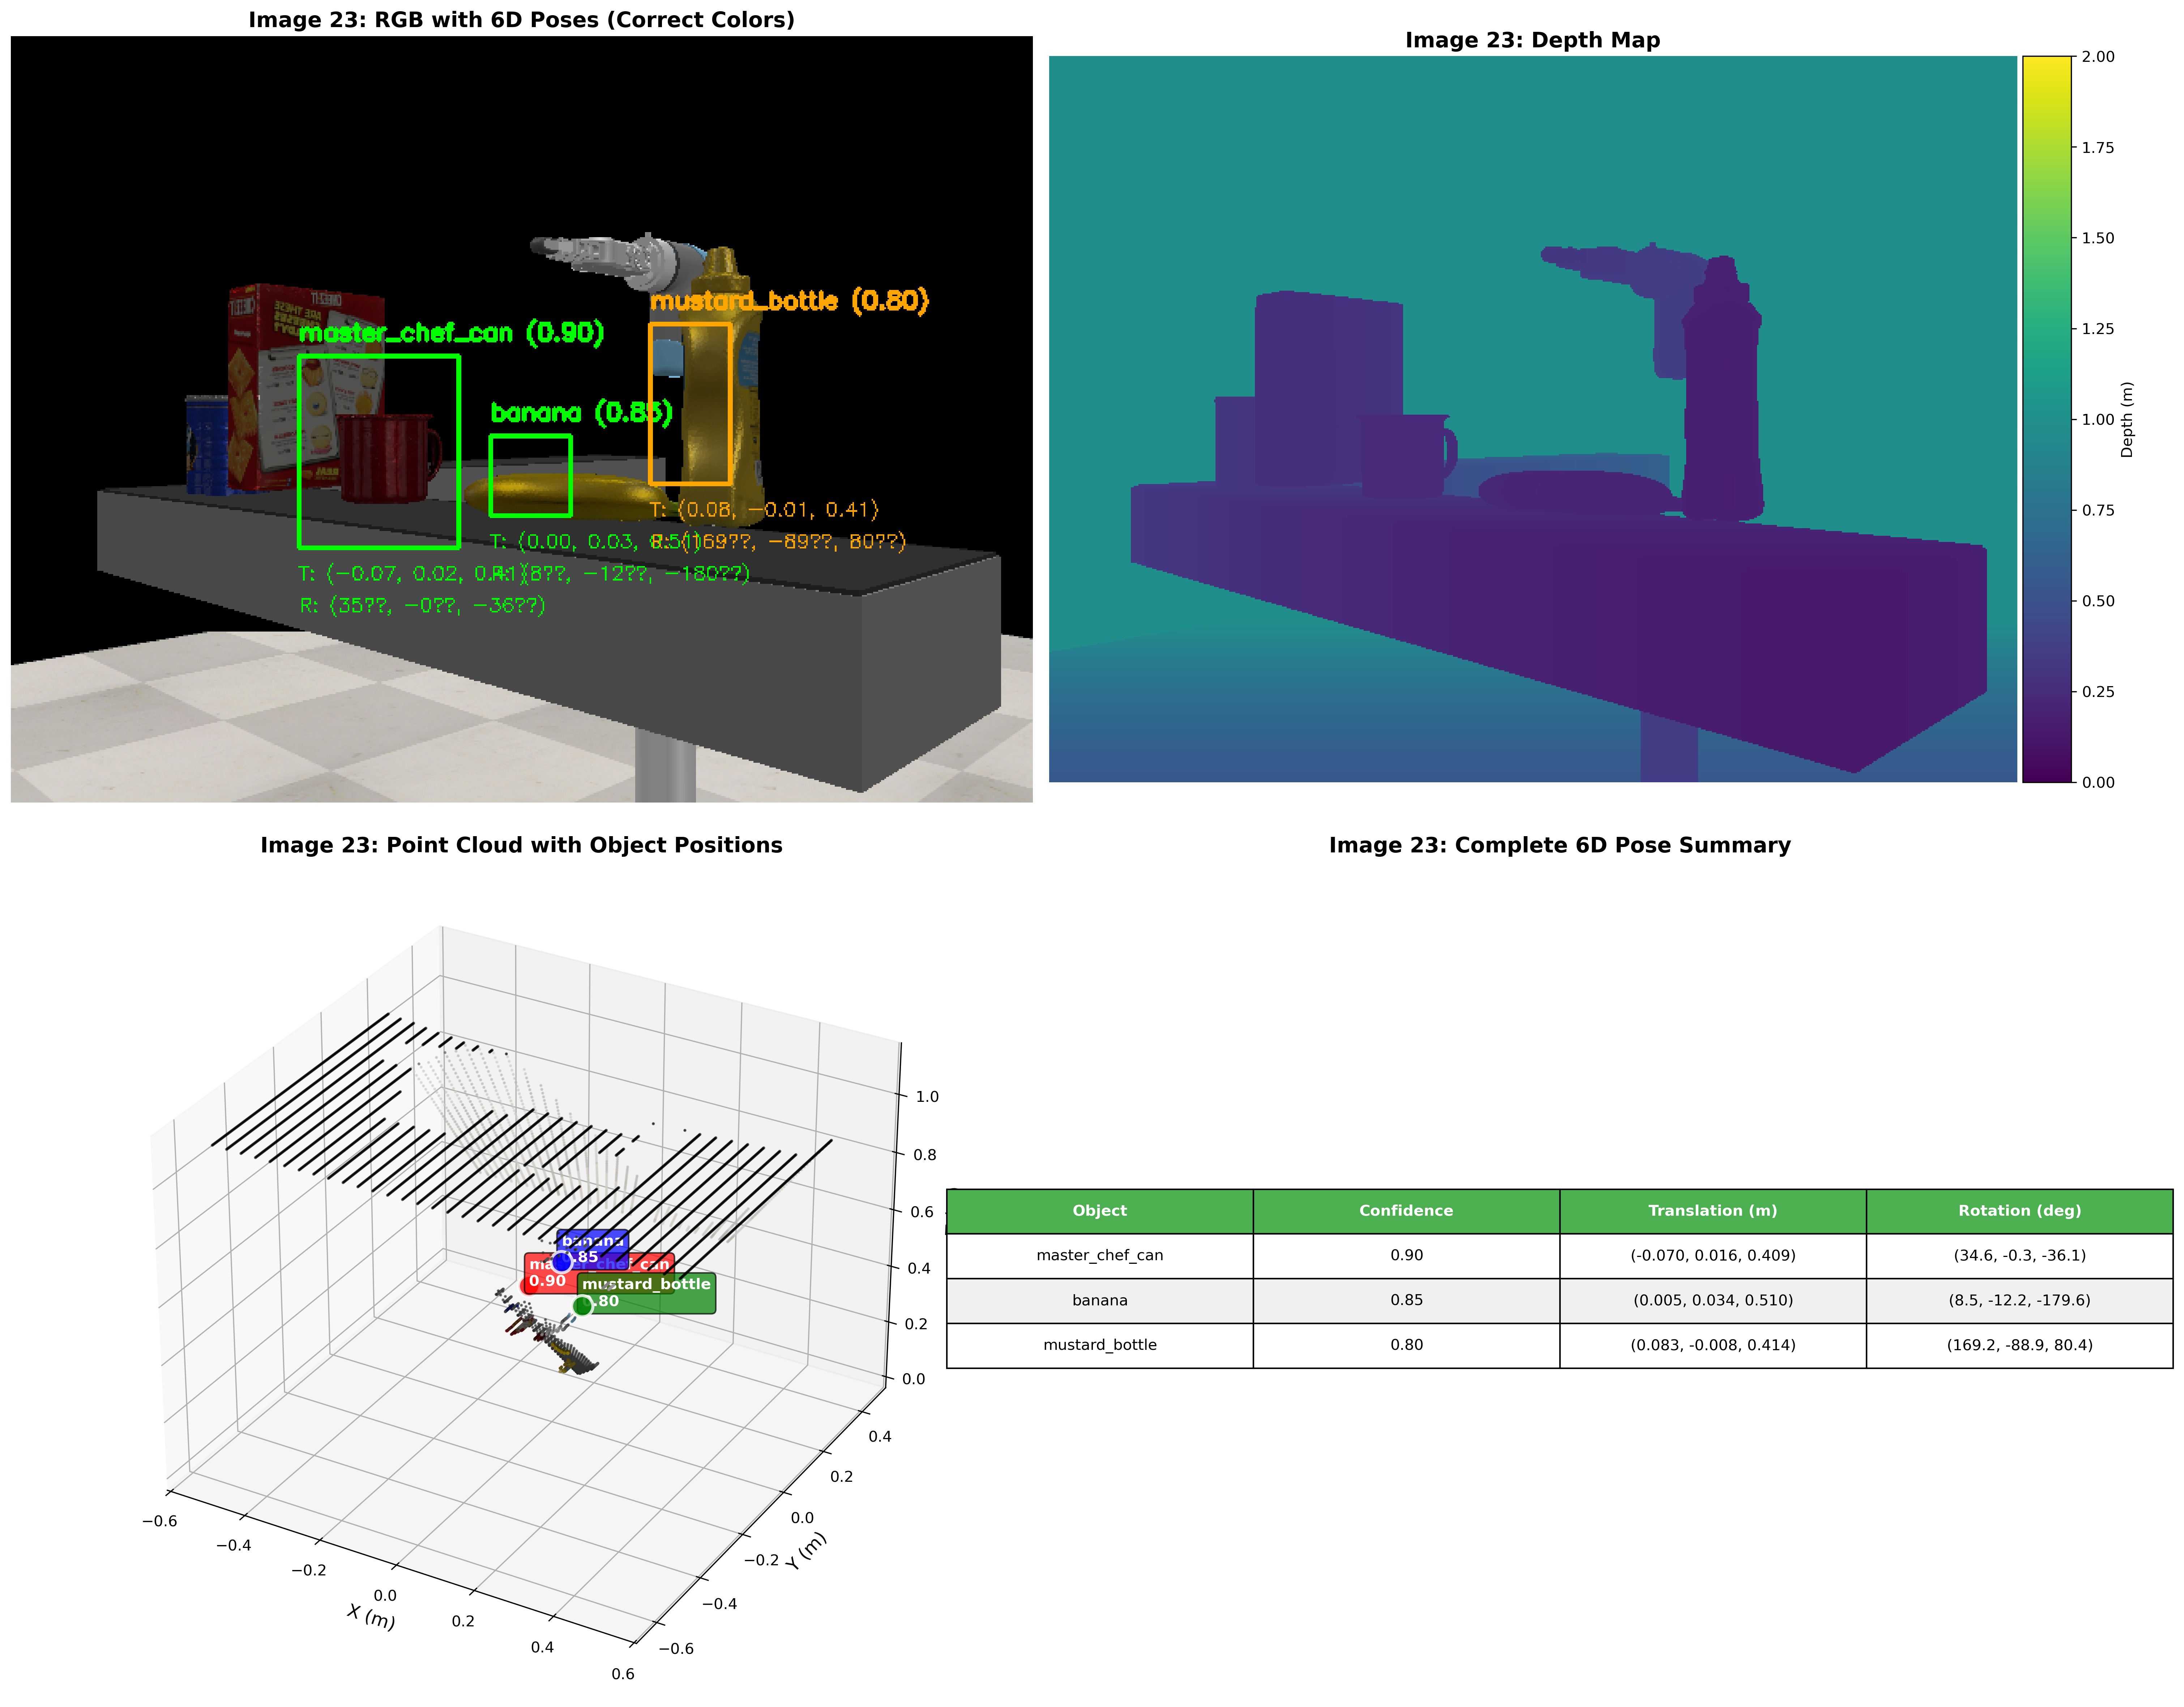 Image 23: RGB with 6D Poses (Correct Colors)
mustard_bottle (0.80)
master_chef_can (0.90)
banana (0.85)
T: (0.08, −0.01, 0.41)
R: (169??, −89??, 80??)
T: (0.00, 0.03, 0.51)
R: (8??, −12??, −180??)
T: (−0.07, 0.02, 0.41)
R: (35??, −0??, −36??)
Image 23: Depth Map
2.00
1.75
1.50
1.25
1.00
0.75
0.50
0.25
0.00
Depth (m)
Image 23: Point Cloud with Object Positions
banana
0.85
master_chef_can
0.90
mustard_bottle
0.80
1.0
0.8
0.6
0.4
0.2
0.0
0.4
0.2
0.0
−0.2
−0.4
−0.6
Y (m)
−0.6
−0.4
−0.2
0.0
0.2
0.4
0.6
X (m)
Image 23: Complete 6D Pose Summary
Object Confidence Translation (m) Rotation (deg)
master_chef_can 0.90 (-0.070, 0.016, 0.409) (34.6, -0.3, -36.1)
banana 0.85 (0.005, 0.034, 0.510) (8.5, -12.2, -179.6)
mustard_bottle 0.80 (0.083, -0.008, 0.414) (169.2, -88.9, 80.4)